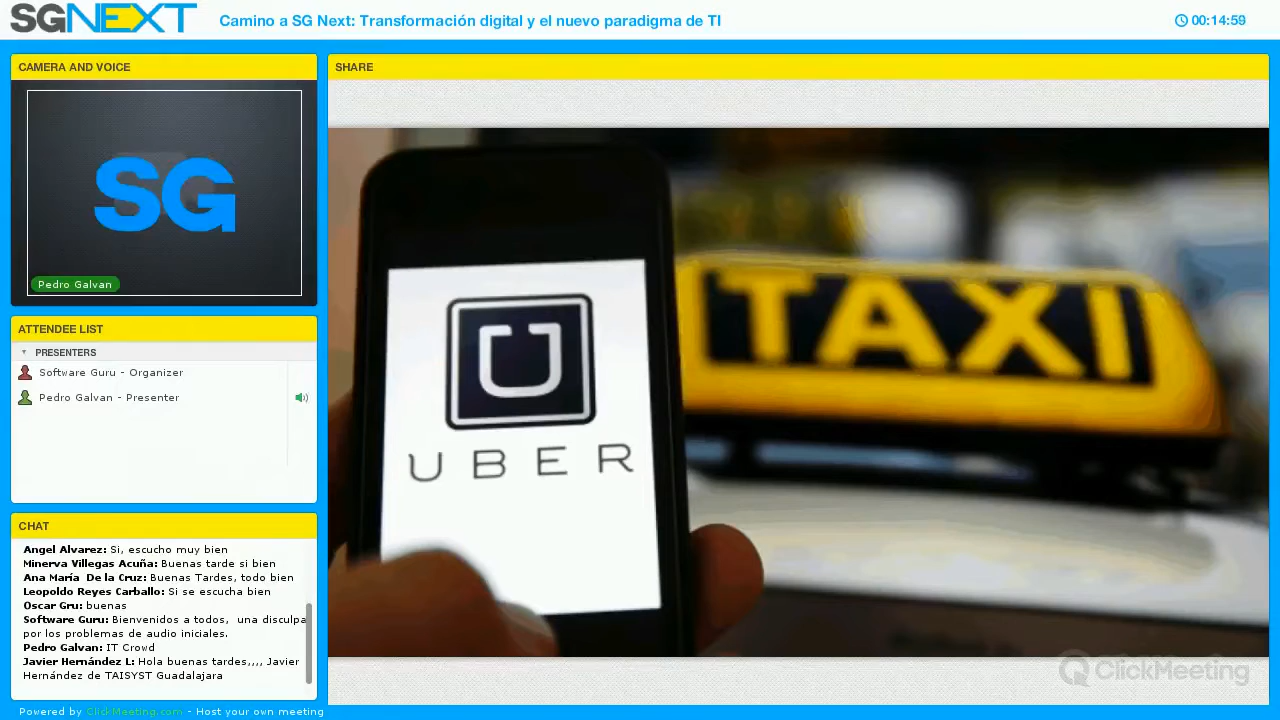 SGNEXT
Camino a SG Next: Transformación digital y el nuevo paradigma de TI
00:14:59
CAMERA AND VOICE
SG
Pedro Galvan
ATTENDEE LIST
PRESENTERS
Software Guru - Organizer
Pedro Galvan - Presenter
CHAT
Angel Alvarez: Si, escucho muy bien
Minerva Villegas Acuña: Buenas tarde si bien
Ana María De la Cruz: Buenas Tardes, todo bien
Leopoldo Reyes Carballo: Si se escucha bien
Oscar Gru: buenas
Software Guru: Bienvenidos a todos, una disculpa
por los problemas de audio iniciales.
Pedro Galvan: IT Crowd
Javier Hernández L: Hola buenas tardes,,,, Javier
Hernández de TAISYST Guadalajara
Powered by ClickMeeting.com - Host your own meeting
SHARE
U
UBER
TAXI
ClickMeeting